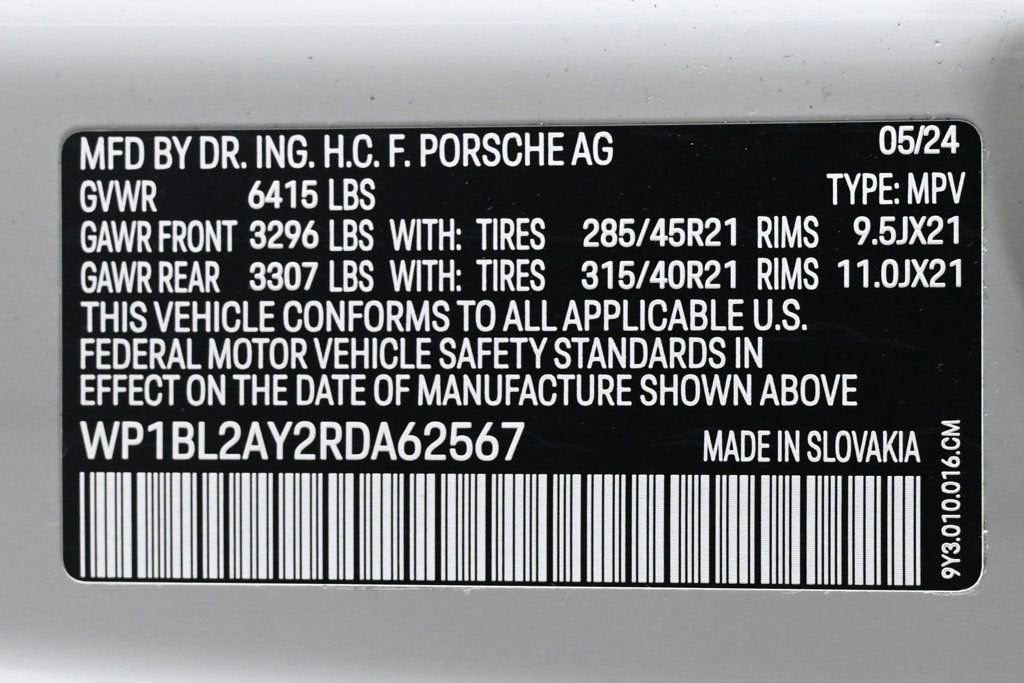 MFD BY DR. ING. H.C. F. PORSCHE AG 05/24
GVWR 6415 LBS TYPE: MPV
GAWR FRONT 3296 LBS WITH: TIRES 285/45R21 RIMS 9.5JX21
GAWR REAR 3307 LBS WITH: TIRES 315/40R21 RIMS 11.0JX21
THIS VEHICLE CONFORMS TO ALL APPLICABLE U.S.
FEDERAL MOTOR VEHICLE SAFETY STANDARDS IN
EFFECT ON THE DATE OF MANUFACTURE SHOWN ABOVE
WP1BL2AY2RDA62567 MADE IN SLOVAKIA
9Y3.010.016.CM